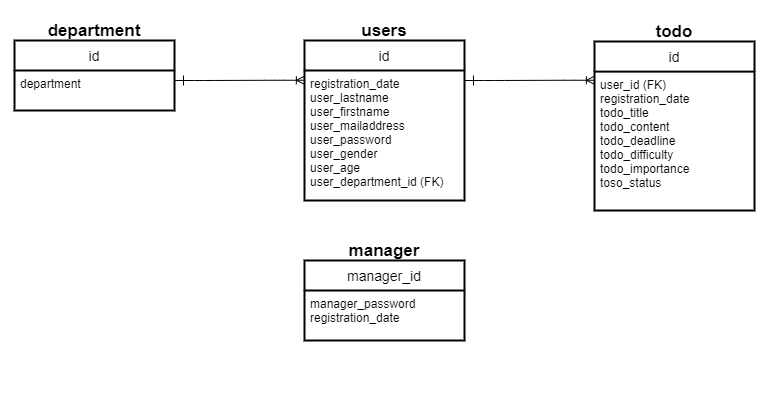 department
id
department
users
id
registration_date
user_lastname
user_firstname
user_mailaddress
user_password
user_gender
user_age
user_department_id (FK)
todo
id
user_id (FK)
registration_date
todo_title
todo_content
todo_deadline
todo_difficulty
todo_importance
toso_status
manager
manager_id
manager_password
registration_date